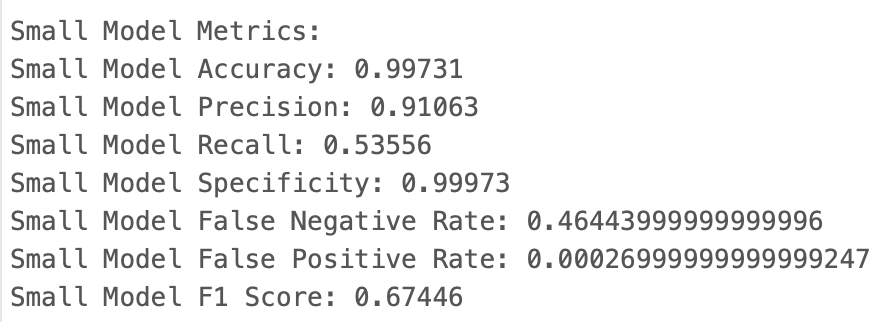 Small Model Metrics:
Small Model Accuracy: 0.99731
Small Model Precision: 0.91063
Small Model Recall: 0.53556
Small Model Specificity: 0.99973
Small Model False Negative Rate: 0.46443999999999996
Small Model False Positive Rate: 0.00026999999999999247
Small Model F1 Score: 0.67446